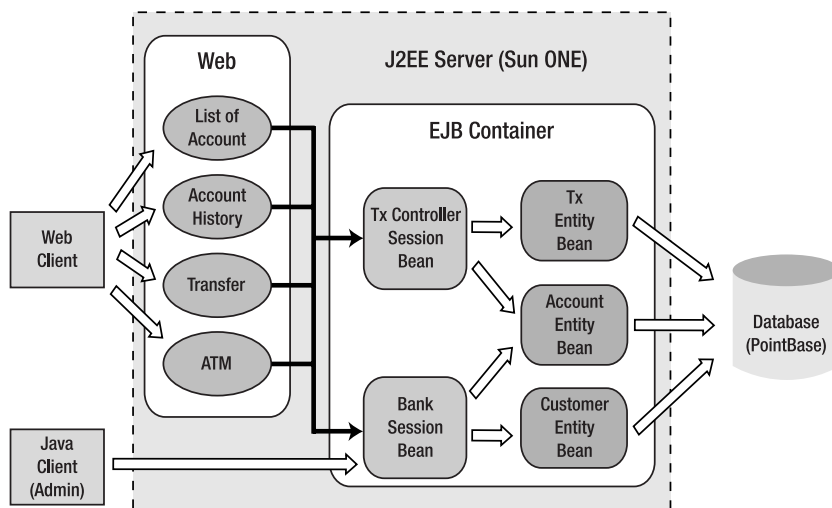 Web
J2EE Server (Sun ONE)
List of
Account
Account
History
Transfer
ATM
EJB Container
Tx Controller
Session
Bean
Tx
Entity
Bean
Account
Entity
Bean
Bank
Session
Bean
Customer
Entity
Bean
Web
Client
Java
Client
(Admin)
Database
(PointBase)